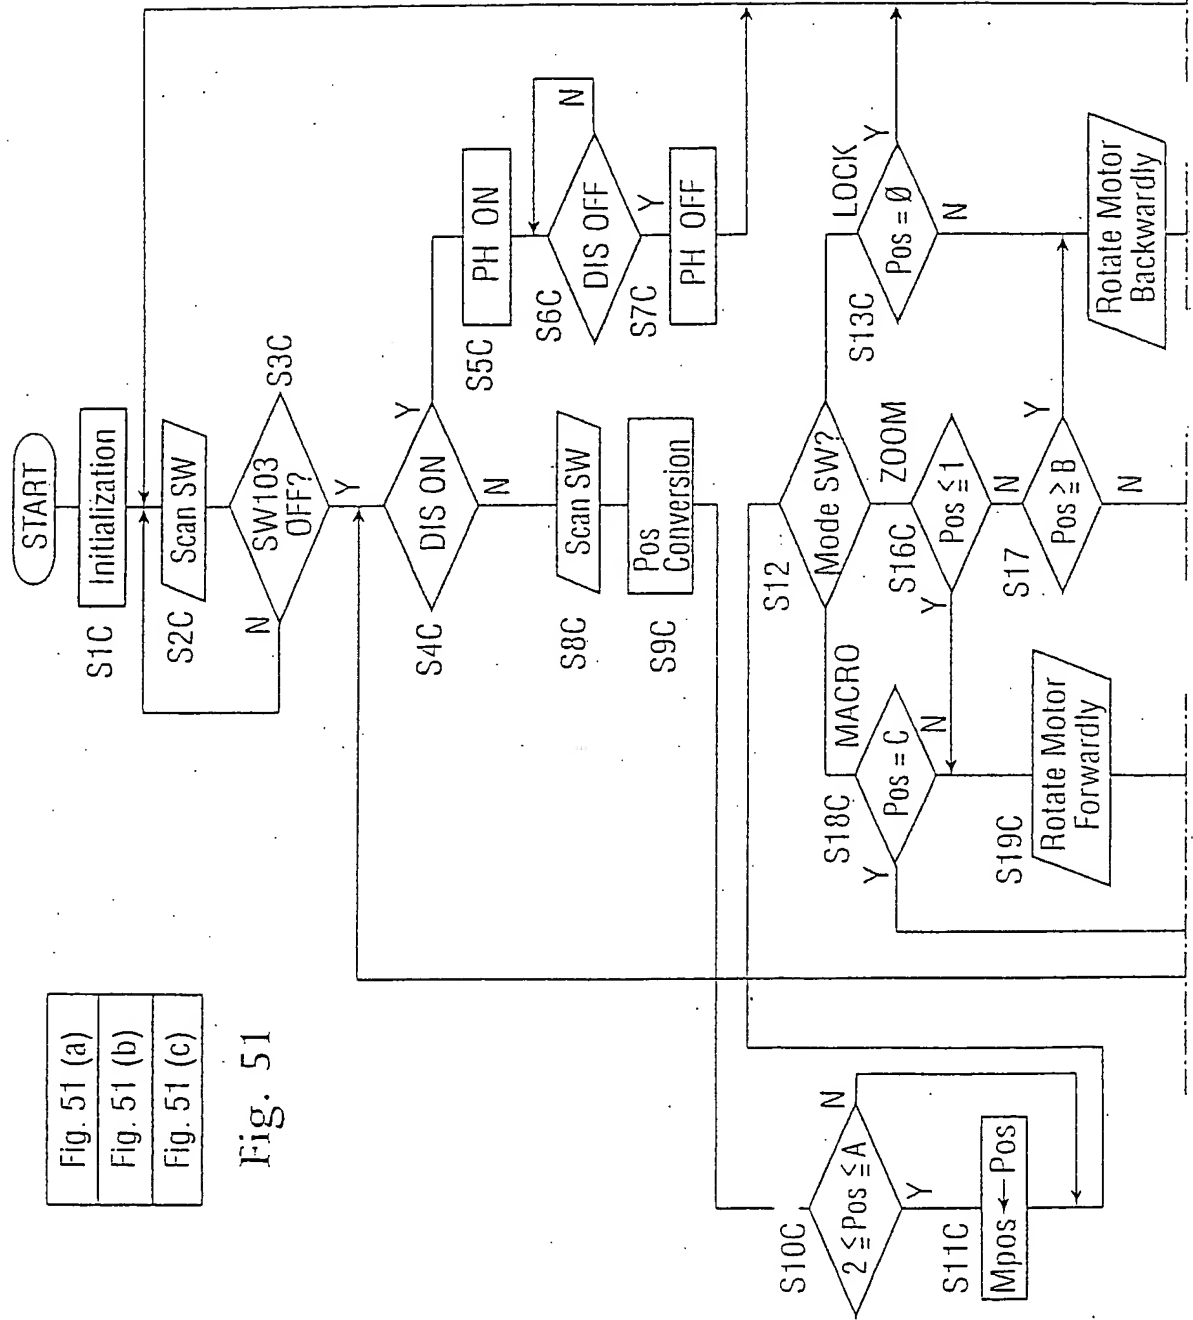 START
S1C
Initialization
S2C
Scan SW
SW103
OFF?
S3C
N
Y
S4C
DIS ON
Y
N
S5C
PH ON
S6C
DIS OFF
N
S7C
Y
PH OFF
S8C
Scan SW
S9C
Pos
Conversion
S10C
2 ≦ Pos ≦ A
N
Y
S11C
Mpos ← Pos
S12
Mode SW?
MACRO
ZOOM
LOCK
S13C
Pos = Ø
Y
N
S16C
Pos ≦ 1
Y
N
S17
Pos ≧ B
Y
N
S18C
Pos = C
Y
N
S19C
Rotate Motor
Forwardly
Rotate Motor
Backwardly
Fig. 51 (a)
Fig. 51 (b)
Fig. 51 (c)
Fig. 51